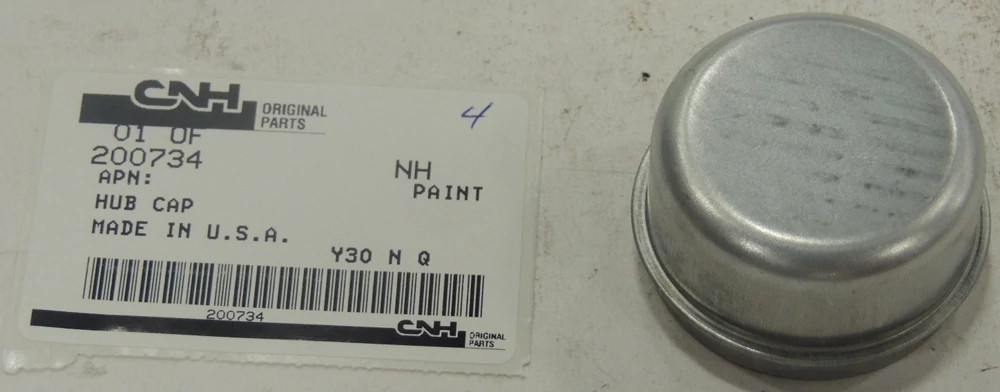 CNH ORIGINAL
PARTS
4
01 OF
200734
NH
APN:
PAINT
HUB CAP
MADE IN U.S.A.
Y30 N Q
200734
CNH ORIGINAL
PARTS